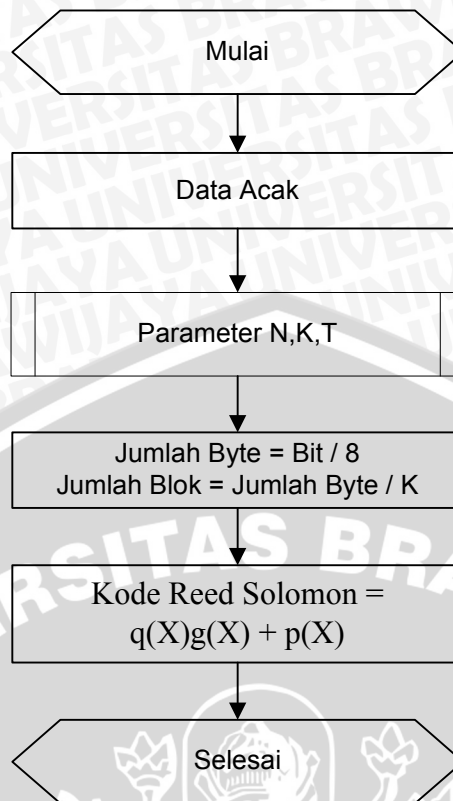 Mulai
Data Acak
Parameter N,K,T
Jumlah Byte = Bit / 8
Jumlah Blok = Jumlah Byte / K
Kode Reed Solomon =
q(X)g(X) + p(X)
Selesai